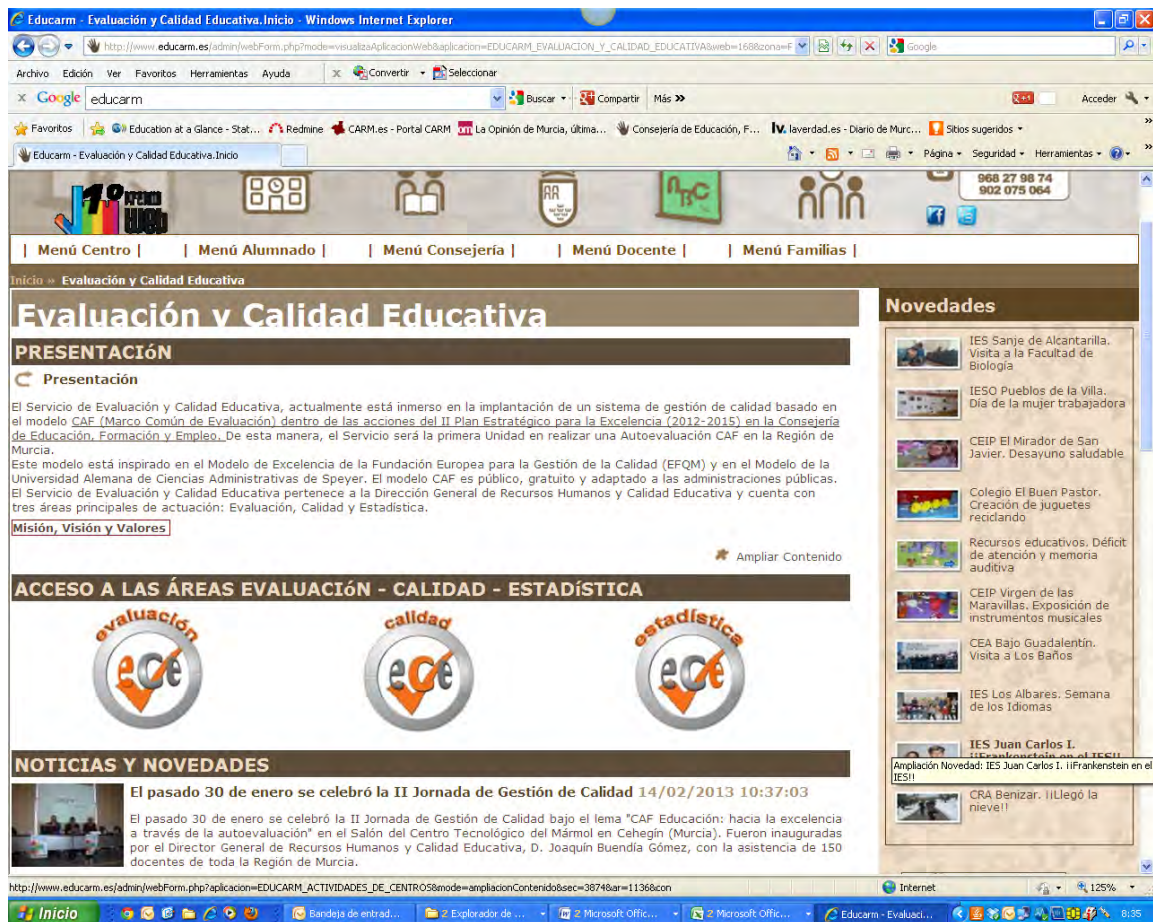 Educarm - Evaluación y Calidad Educativa.Inicio - Windows Internet Explorer
http://www.educarm.es/admin/webForm.php?mode=visualizaAplicacionWeb&aplicacion=EDUCARM_EVALUACION_Y_CALIDAD_EDUCATIVA&web=168&zona=F
Google
Archivo Edición Ver Favoritos Herramientas Ayuda x Convertir Seleccionar
x Google educarm Buscar Compartir Más » Acceder
Favoritos Education at a Glance - Stat... Redmine CARM.es - Portal CARM La Opinión de Murcia, última... Consejería de Educación, F... laverdad.es - Diario de Murc... Sitios sugeridos
Educarm - Evaluación y Calidad Educativa.Inicio Página Seguridad Herramientas
1º
Web
ABC
968 27 98 74
902 075 064
| Menú Centro | | Menú Alumnado | | Menú Consejería | | Menú Docente | | Menú Familias |
Inicio » Evaluación y Calidad Educativa
Evaluación y Calidad Educativa
PRESENTACIóN
Presentación
El Servicio de Evaluación y Calidad Educativa, actualmente está inmerso en la implantación de un sistema de gestión de calidad basado en
el modelo CAF (Marco Común de Evaluación) dentro de las acciones del II Plan Estratégico para la Excelencia (2012-2015) en la Consejería
de Educación, Formación y Empleo. De esta manera, el Servicio será la primera Unidad en realizar una Autoevaluación CAF en la Región de
Murcia.
Este modelo está inspirado en el Modelo de Excelencia de la Fundación Europea para la Gestión de la Calidad (EFQM) y en el Modelo de la
Universidad Alemana de Ciencias Administrativas de Speyer. El modelo CAF es público, gratuito y adaptado a las administraciones públicas.
El Servicio de Evaluación y Calidad Educativa pertenece a la Dirección General de Recursos Humanos y Calidad Educativa y cuenta con
tres áreas principales de actuación: Evaluación, Calidad y Estadística.
Misión, Visión y Valores
Ampliar Contenido
ACCESO A LAS ÁREAS EVALUACIóN - CALIDAD - ESTADíSTICA
evaluación
ece
calidad
ece
estadística
ece
NOTICIAS Y NOVEDADES
El pasado 30 de enero se celebró la II Jornada de Gestión de Calidad 14/02/2013 10:37:03
El pasado 30 de enero se celebró la II Jornada de Gestión de Calidad bajo el lema "CAF Educación: hacia la excelencia
a través de la autoevaluación" en el Salón del Centro Tecnológico del Mármol en Cehegín (Murcia). Fueron inauguradas
por el Director General de Recursos Humanos y Calidad Educativa, D. Joaquín Buendía Gómez, con la asistencia de 150
docentes de toda la Región de Murcia.
Novedades
IES Sanje de Alcantarilla.
Visita a la Facultad de
Biología
IESO Pueblos de la Villa.
Día de la mujer trabajadora
CEIP El Mirador de San
Javier. Desayuno saludable
Colegio El Buen Pastor.
Creación de juguetes
reciclando
Recursos educativos. Déficit
de atención y memoria
auditiva
CEIP Virgen de las
Maravillas. Exposición de
instrumentos musicales
CEA Bajo Guadalentín.
Visita a Los Baños
IES Los Albares. Semana
de los Idiomas
IES Juan Carlos I.
¡¡Frankenstein en el IES!!
Ampliación Novedad: IES Juan Carlos I. ¡¡Frankenstein en el
IES!!
CRA Benizar. ¡¡Llegó la
nieve!!
http://www.educarm.es/admin/webForm.php?aplicacion=EDUCARM_ACTIVIDADES_DE_CENTROS&mode=ampliacionContenido&sec=3874&ar=1136&con
Internet 125%
Inicio Bandeja de entrad... 2 Explorador de ... 2 Microsoft Offic... 2 Microsoft Offic... Educarm - Evaluaci... 8:35